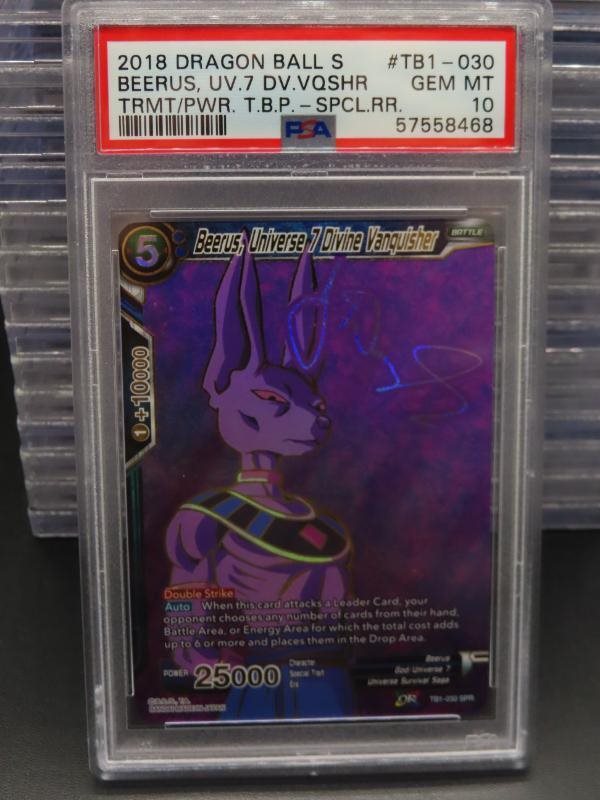 2018 DRAGON BALL S #TB1-030
BEERUS, UV.7 DV.VQSHR GEM MT
TRMT/PWR. T.B.P.-SPCL.RR. 10
PSA
57558468
5
Beerus, Universe 7 Divine Vanquisher
BATTLE
1 +10000
Double Strike
Auto When this card attacks a Leader Card, your
opponent chooses any number of cards from their hand,
Battle Area, or Energy Area for which the total cost adds
up to 6 or more and places them in the Drop Area.
POWER 25000
Character Beerus
Special Trait God/Universe 7
Era Universe Survival Saga
TB1-030 SPR